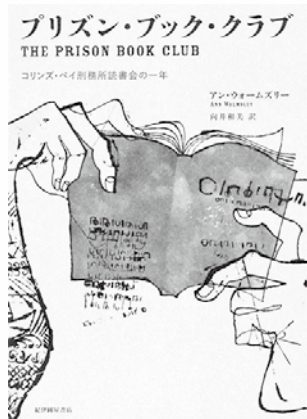 プリズン・ブック・クラブ
THE PRISON BOOK CLUB
コリンズ・ベイ刑務所読書会の一年
アン・ウォームズリー
ANN WALMSLEY
向井和美 訳
紀伊國屋書店